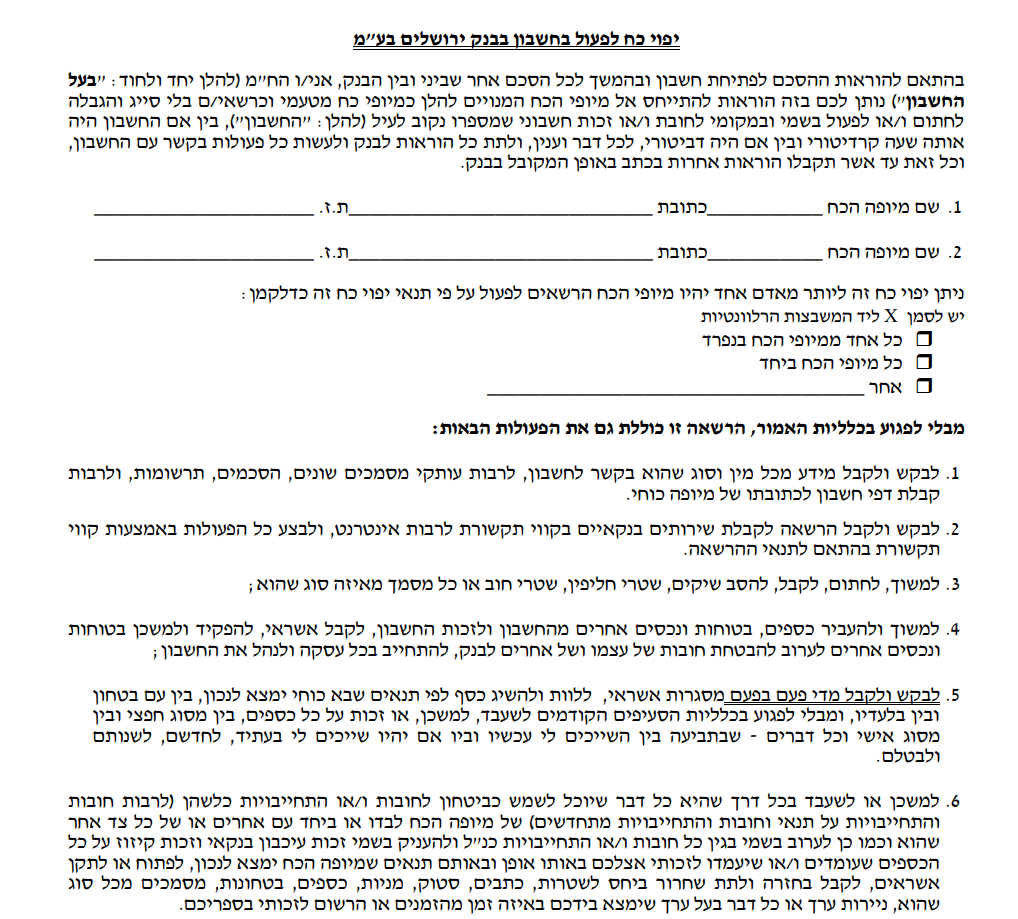 יפוי כח לפעול בחשבון בבנק ירושלים בע"מ
בהתאם להוראות ההסכם לפתיחת חשבון ובהמשך לכל הסכם אחר שביני ובין הבנק, אני/ו הח"מ (להלן יחד ולחוד: "בעל
החשבון") נותן לכם בזה הוראות להתייחס אל מיופי הכח המנויים להלן כמיופי כח מטעמי וכרשאי/ם בלי סייג והגבלה
לחתום ו/או לפעול בשמי ובמקומי לחובת ו/או זכות חשבוני שמספרו נקוב לעיל (להלן: "החשבון"), בין אם החשבון היה
אותה שעה קרדיטורי ובין אם היה דביטורי, לכל דבר וענין, ולתת כל הוראות לבנק ולעשות כל פעולות בקשר עם החשבון,
וכל זאת עד אשר תקבלו הוראות אחרות בכתב באופן המקובל בבנק.
1. שם מיופה הכח ___________כתובת _____________________________ת.ז. _____________________
2. שם מיופה הכח ___________כתובת _____________________________ת.ז. _____________________
ניתן יפוי כח זה ליותר מאדם אחד יהיו מיופי הכח הרשאים לפעול על פי תנאי יפוי כח זה כדלקמן:
יש לסמן X ליד המשבצות הרלוונטיות
❒ כל אחד ממיופי הכח בנפרד
❒ כל מיופי הכח ביחד
❒ אחר ____________________________________
מבלי לפגוע בכלליות האמור, הרשאה זו כוללת גם את הפעולות הבאות:
1. לבקש ולקבל מידע מכל מין וסוג שהוא בקשר לחשבון, לרבות עותקי מסמכים שונים, הסכמים, תרשומות, ולרבות
קבלת דפי חשבון לכתובתו של מיופה כוחי.
2. לבקש ולקבל הרשאה לקבלת שירותים בנקאיים בקווי תקשורת לרבות אינטרנט, ולבצע כל הפעולות באמצעות קווי
תקשורת בהתאם לתנאי ההרשאה.
3. למשוך, לחתום, לקבל, להסב שיקים, שטרי חליפין, שטרי חוב או כל מסמך מאיזה סוג שהוא;
4. למשוך ולהעביר כספים, בטוחות ונכסים אחרים מהחשבון ולזכות החשבון, לקבל אשראי, להפקיד ולמשכן בטוחות
ונכסים אחרים לערוב להבטחת חובות של עצמו ושל אחרים לבנק, להתחייב בכל עסקה ולנהל את החשבון;
5. לבקש ולקבל מדי פעם בפעם מסגרות אשראי, ללוות ולהשיג כסף לפי תנאים שבא כוחי ימצא לנכון, בין עם בטחון
ובין בלעדיו, ומבלי לפגוע בכלליות הסעיפים הקודמים לשעבד, למשכן, או זכות על כל כספים, בין מסוג חפצי ובין
מסוג אישי וכל דברים - שבתביעה בין השייכים לי עכשיו וביו אם יהיו שייכים לי בעתיד, לחדשם, לשנותם
ולבטלם.
6. למשכן או לשעבד בכל דרך שהיא כל דבר שיוכל לשמש כביטחון לחובות ו/או התחייבויות כלשהן (לרבות חובות
והתחייבויות על תנאי וחובות והתחייבויות מתחדשים) של מיופה הכח לבדו או ביחד עם אחרים או של כל צד אחר
שהוא וכמו כן לערוב בשמי בגין כל חובות ו/או התחייבויות כנ"ל ולהעניק בשמי זכות עיכבון בנקאי וזכות קיזוז על כל
הכספים שעומדים ו/או שיעמדו לזכותי אצלכם באותו אופן ובאותם תנאים שמיופה הכח ימצא לנכון, לפתוח או לתקן
אשראים, לקבל בחזרה ולתת שחרור ביחס לשטרות, כתבים, סטוק, מניות, כספים, בטחונות, מסמכים מכל סוג
שהוא, ניירות ערך או כל דבר בעל ערך שימצא בידכם באיזה זמן מהזמנים או הרשום לזכותי בספריכם.